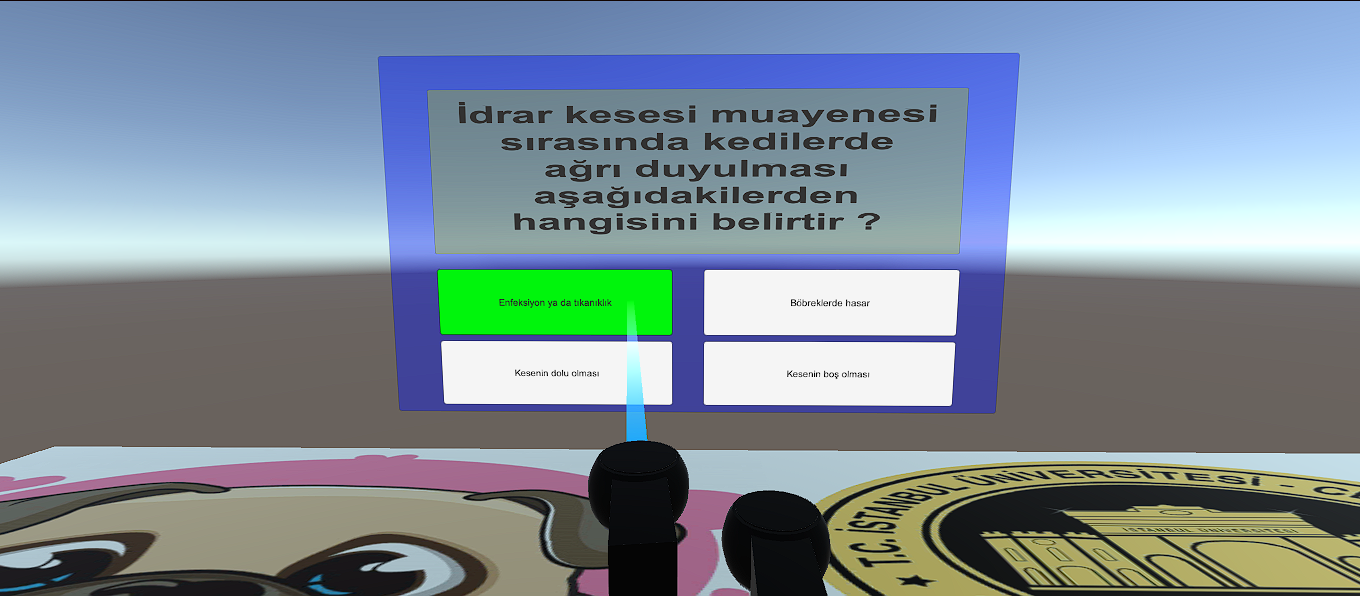 İdrar kesesi muayenesi
sırasında kedilerde
ağrı duyulması
aşağıdakilerden
hangisini belirtir ?
Enfeksiyon ya da tıkanıklık
Böbreklerde hasar
Kesenin dolu olması
Kesenin boş olması
T.C. İSTANBUL ÜNİVERSİTESİ - C
İSTANBUL ÜNİVERSİTESİ